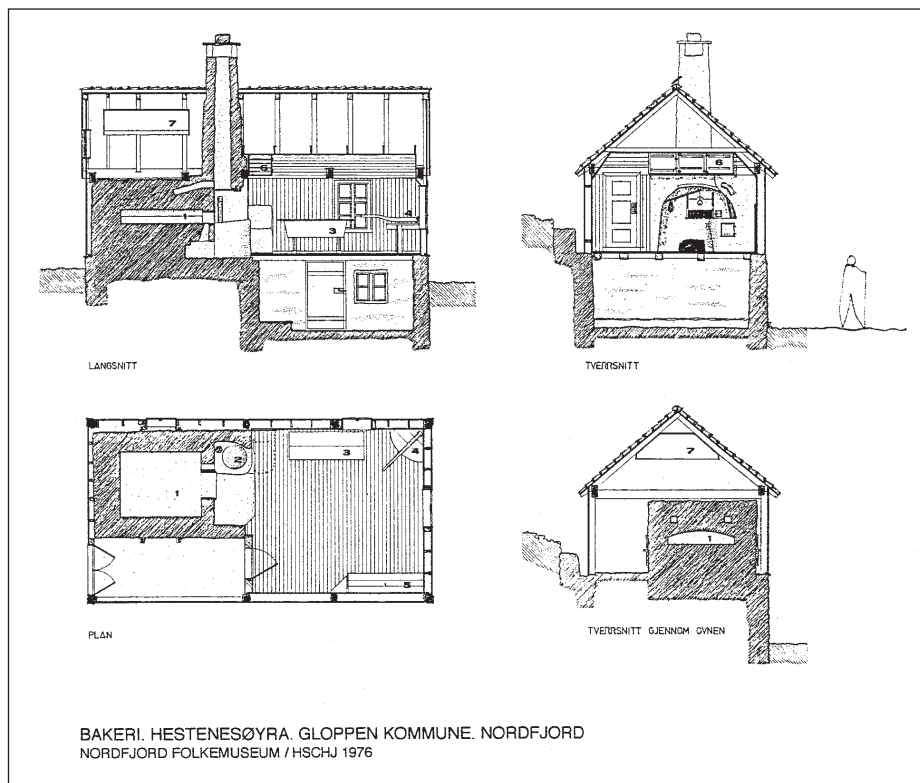 7
6
1
3
4
LANGSNITT
6
TVERRSNITT
1
2
3
4
5
PLAN
7
1
TVERRSNITT GJENNOM OVNEN
BAKERI. HESTENESØYRA. GLOPPEN KOMMUNE. NORDFJORD
NORDFJORD FOLKEMUSEUM / HSCHJ 1976